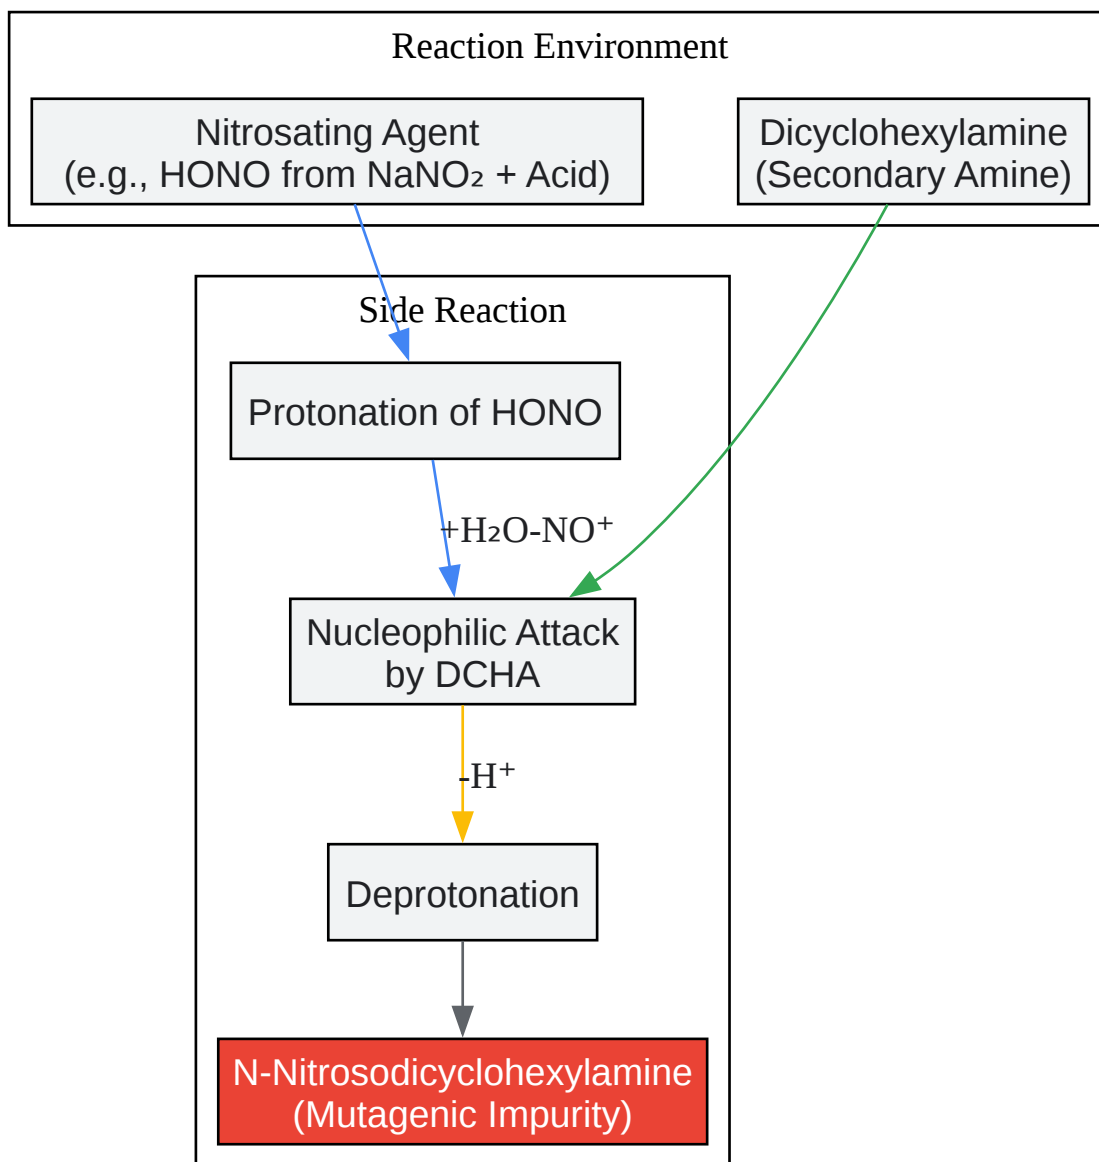 Reaction Environment
Nitrosating Agent
(e.g., HONO from NaNO₂ + Acid)
Dicyclohexylamine
(Secondary Amine)
Side Reaction
Protonation of HONO
+H₂O-NO⁺
Nucleophilic Attack
by DCHA
-H⁺
Deprotonation
N-Nitrosodicyclohexylamine
(Mutagenic Impurity)